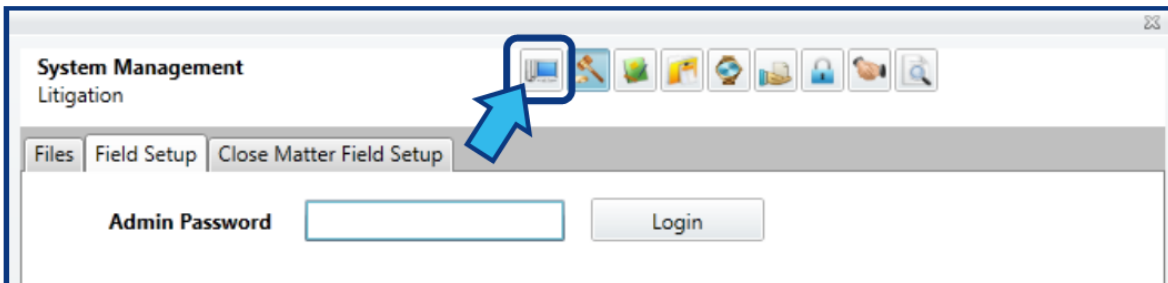 System Management
Litigation
Files Field Setup Close Matter Field Setup
Admin Password Login